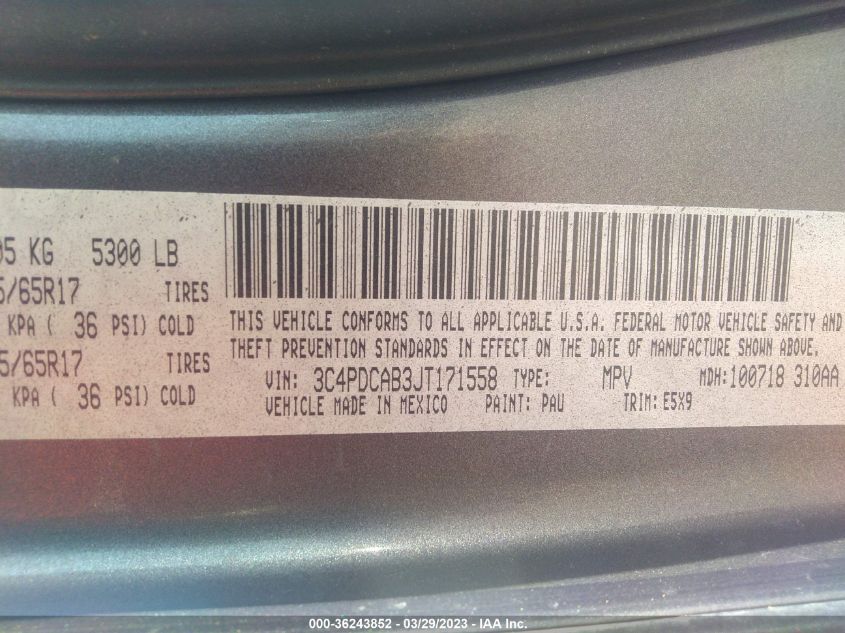 5300 LB
KG
/65R17 TIRES
KPA ( 36 PSI) COLD
/65R17 TIRES
KPA ( 36 PSI) COLD
THIS VEHICLE CONFORMS TO ALL APPLICABLE U.S.A. FEDERAL MOTOR VEHICLE SAFETY AND
THEFT PREVENTION STANDARDS IN EFFECT ON THE DATE OF MANUFACTURE SHOWN ABOVE.
VIN: 3C4PDCAB3JT171558 TYPE: MPV MDH:100718 310AA
VEHICLE MADE IN MEXICO PAINT: PAU TRIM: E5X9
000-36243852 - 03/29/2023 - © IAA Inc.